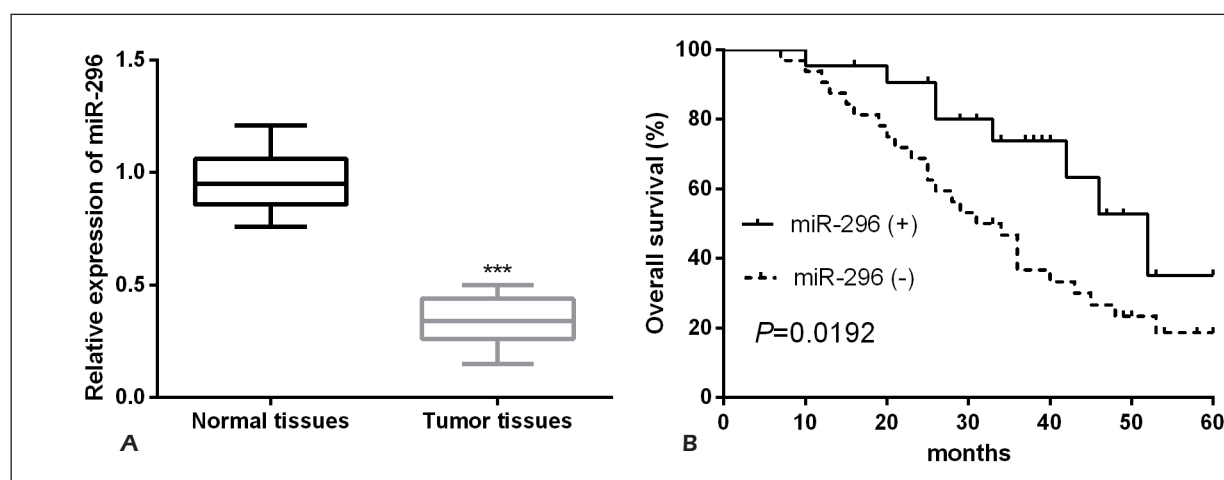 Relative expression of miR-296
1.5
1.0
0.5
0.0
***
Normal tissues
Tumor tissues
A
Overall survival (%)
100
80
60
40
20
0
miR-296 (+)
miR-296 (-)
P=0.0192
0
10
20
30
40
50
60
months
B